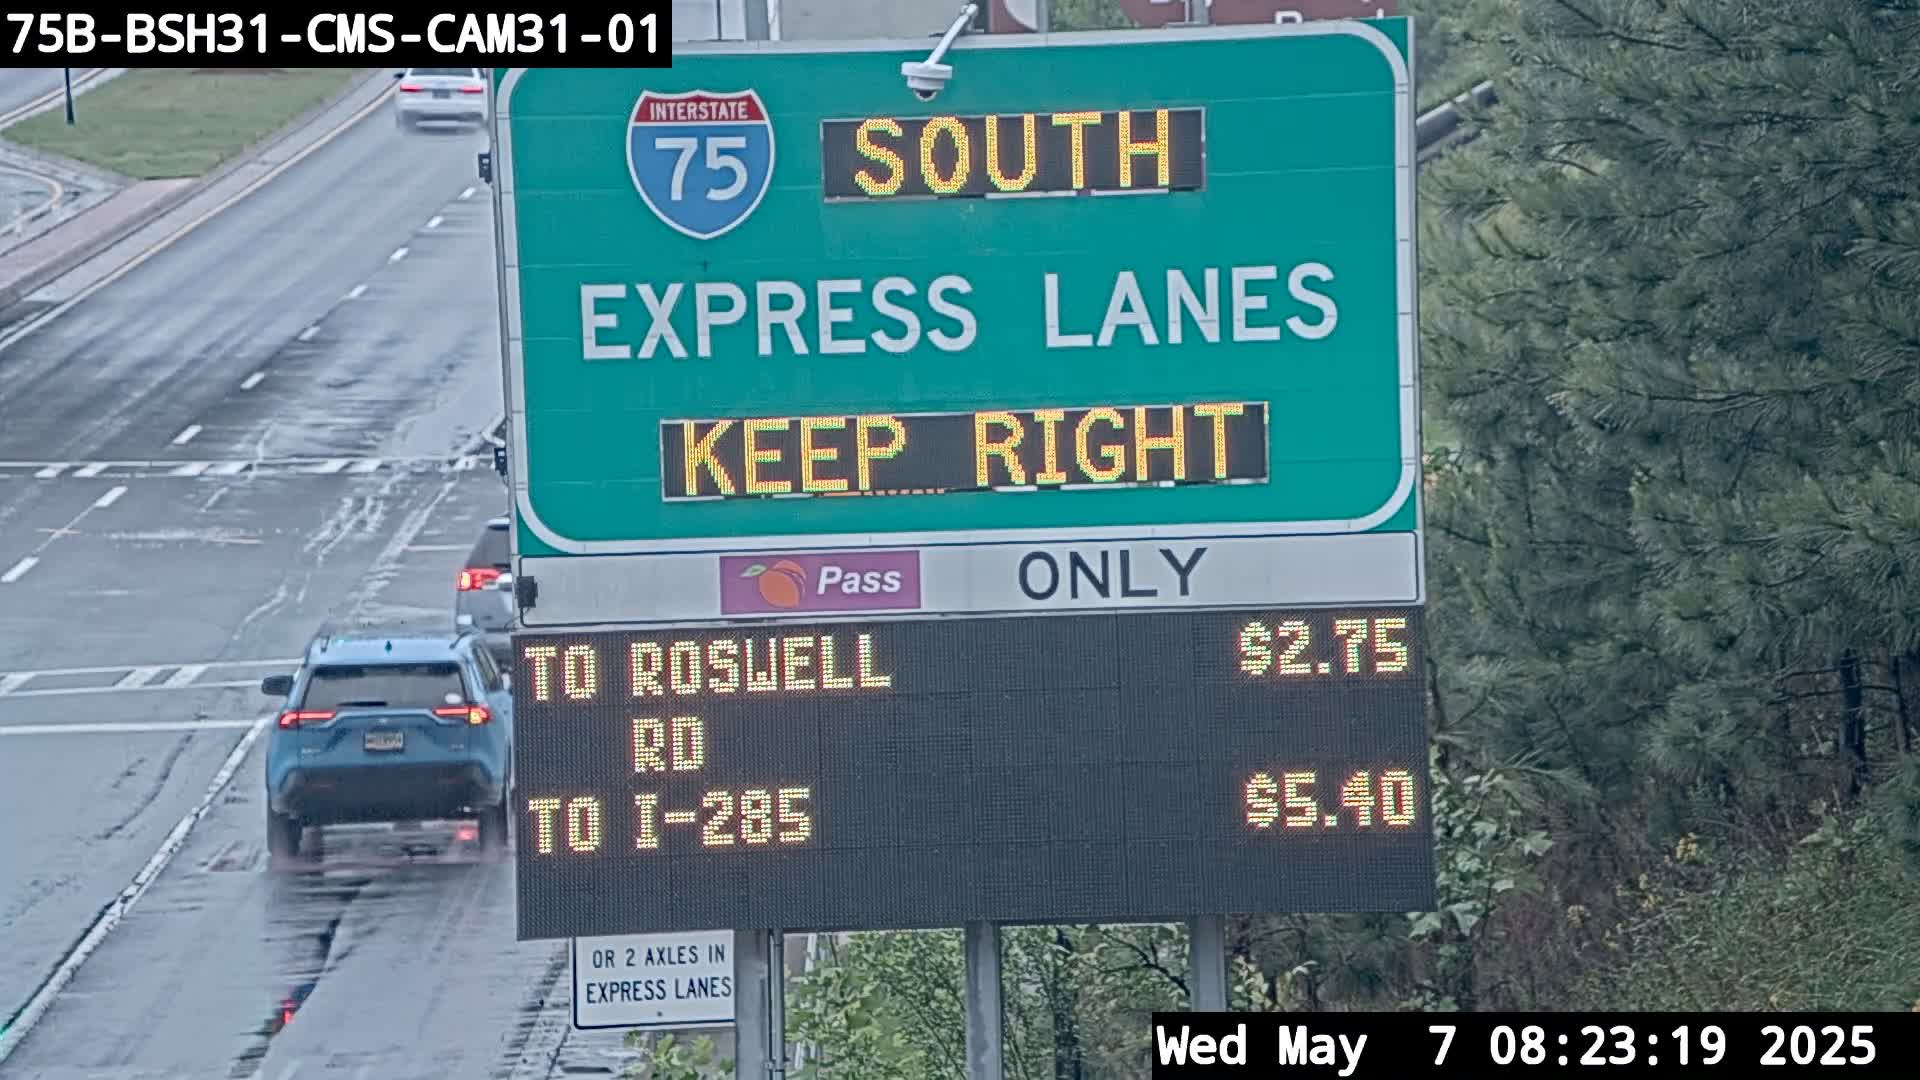 75B-BSH31-CMS-CAM31-01
INTERSTATE
75
SOUTH
EXPRESS LANES
KEEP RIGHT
Pass ONLY
TO ROSWELL $2.75
RD
TO I-285 $5.40
OR 2 AXLES IN
EXPRESS LANES
Wed May 7 08:23:19 2025